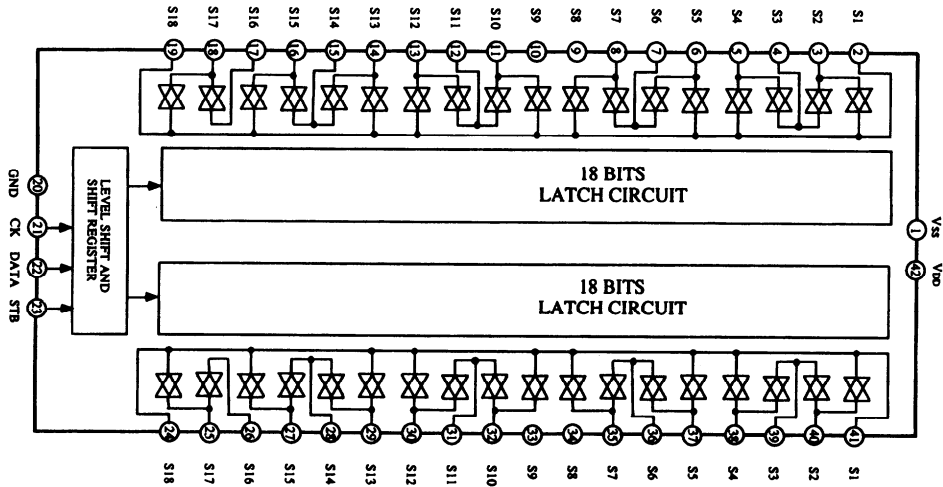 S18 S17 S16 S15 S14 S13 S12 S11 S10 S9 S8 S7 S6 S5 S4 S3 S2 S1
19 18 17 16 15 14 13 12 11 10 9 8 7 6 5 4 3 2
18 BITS
LATCH CIRCUIT
LEVEL SHIFT AND
SHIFT REGISTER
GND 20
CK 21
DATA 22
STB 23
1 VSS
42 VDD
18 BITS
LATCH CIRCUIT
24 25 26 27 28 29 30 31 32 33 34 35 36 37 38 39 40 41
S18 S17 S16 S15 S14 S13 S12 S11 S10 S9 S8 S7 S6 S5 S4 S3 S2 S1